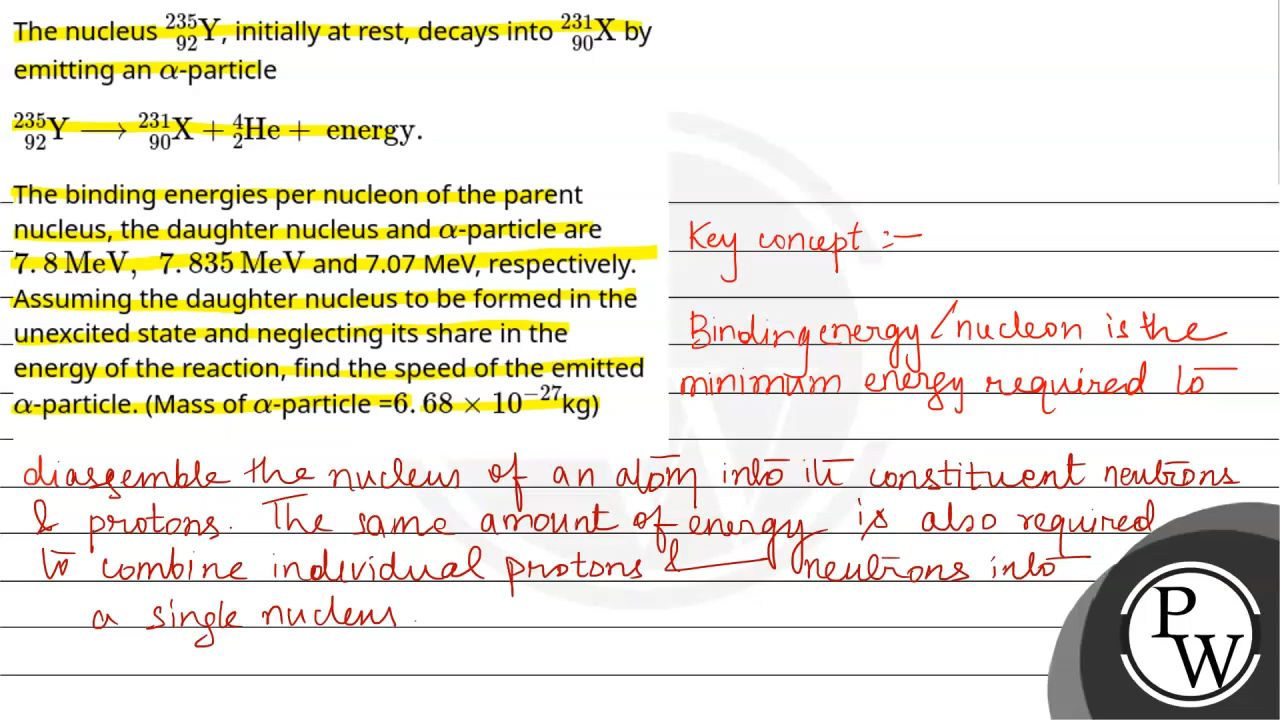 The nucleus ²³⁵₉₂Y, initially at rest, decays into ²³¹₉₀X by
emitting an α-particle
²³⁵₉₂Y ⟶ ²³¹₉₀X + ⁴₂He + energy.
The binding energies per nucleon of the parent
nucleus, the daughter nucleus and α-particle are
7.8 MeV, 7.835 MeV and 7.07 MeV, respectively.
Assuming the daughter nucleus to be formed in the
unexcited state and neglecting its share in the
energy of the reaction, find the speed of the emitted
α-particle. (Mass of α-particle =6.68 × 10⁻²⁷kg)
Key concept :-
Binding energy/nucleon is the
minimum energy required to
diassemble the nucleus of an atom into its constituent neutrons
& protons. The same amount of energy is also required
to combine individual protons & neutrons into
a single nucleus.
P
W